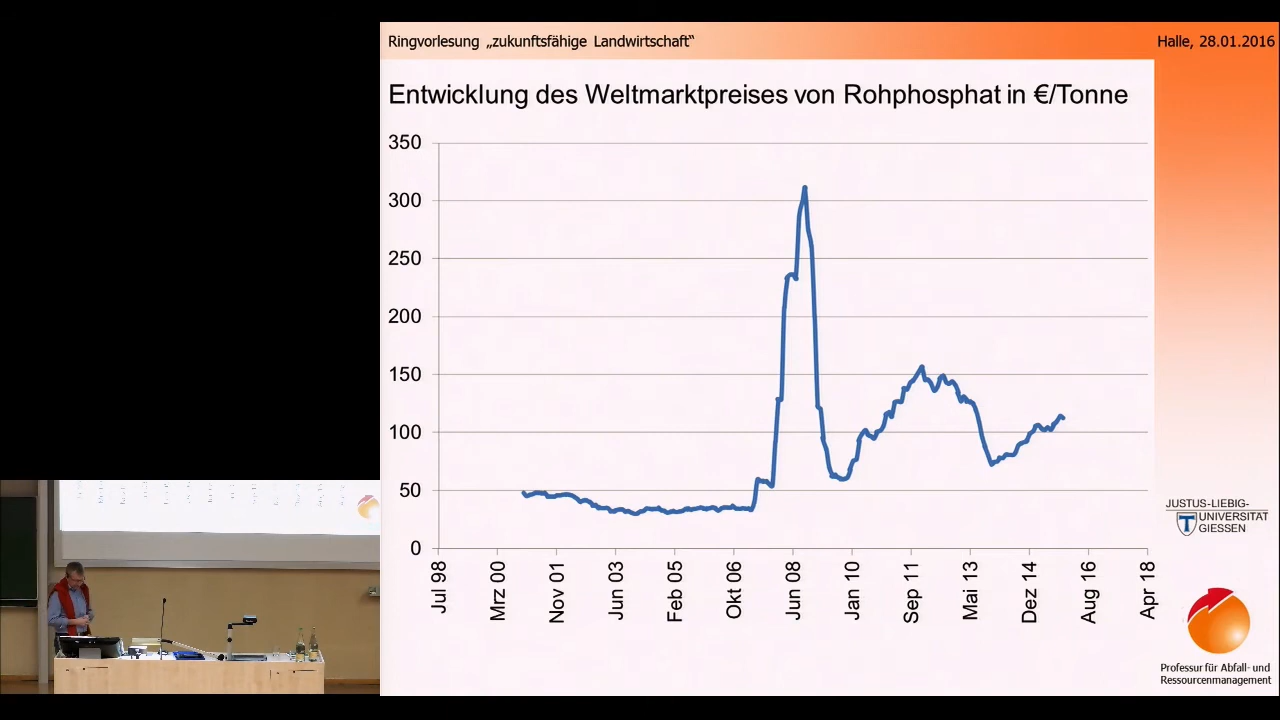 Ringvorlesung „zukunftsfähige Landwirtschaft“
Halle, 28.01.2016
Entwicklung des Weltmarktpreises von Rohphosphat in €/Tonne
350
300
250
200
150
100
50
0
Jul 98
Mrz 00
Nov 01
Jun 03
Feb 05
Okt 06
Jun 08
Jan 10
Sep 11
Mai 13
Dez 14
Aug 16
Apr 18
JUSTUS-LIEBIG-
UNIVERSITAT
GIESSEN
Professur für Abfall- und
Ressourcenmanagement